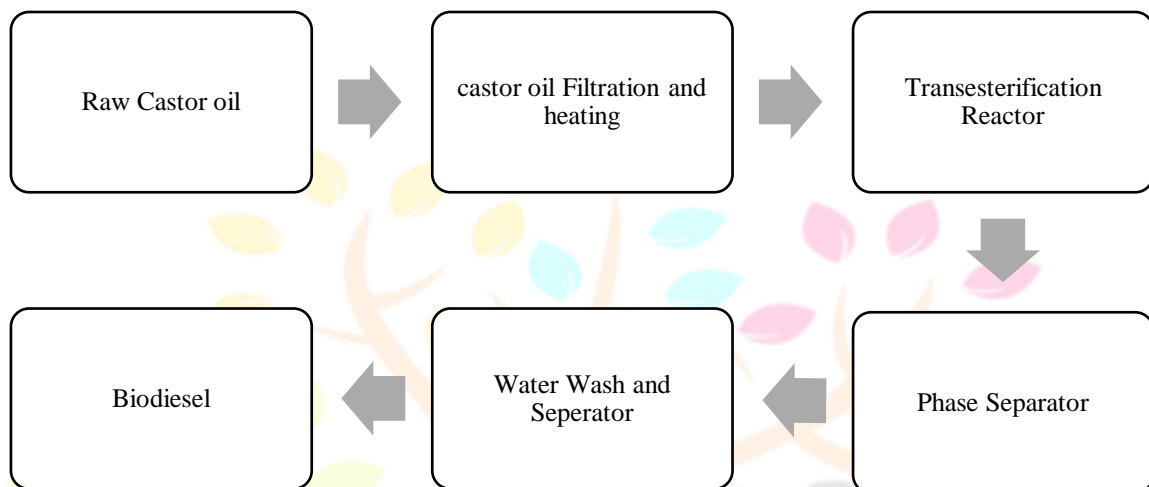 Raw Castor oil
castor oil Filtration and
heating
Transesterification
Reactor
Phase Separator
Water Wash and
Seperator
Biodiesel